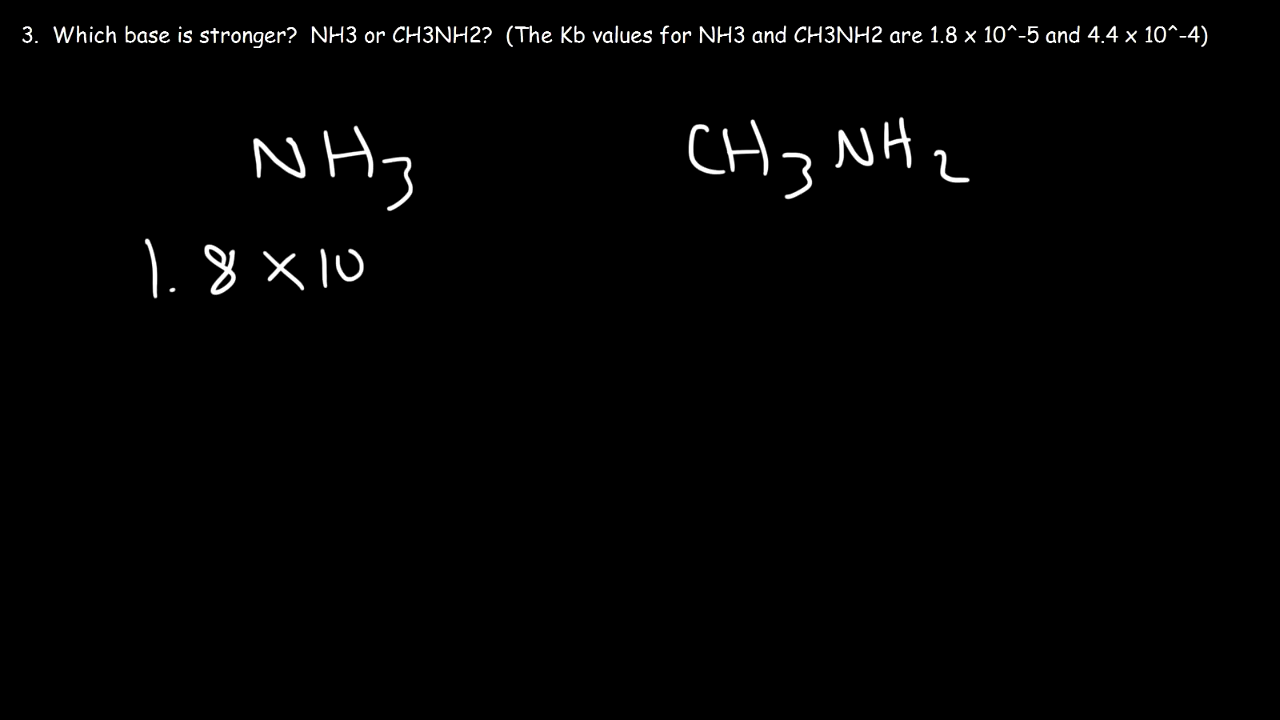 3. Which base is stronger? NH3 or CH3NH2? (The Kb values for NH3 and CH3NH2 are 1.8 x 10^-5 and 4.4 x 10^-4)
NH3 CH3NH2
1.8 x 10